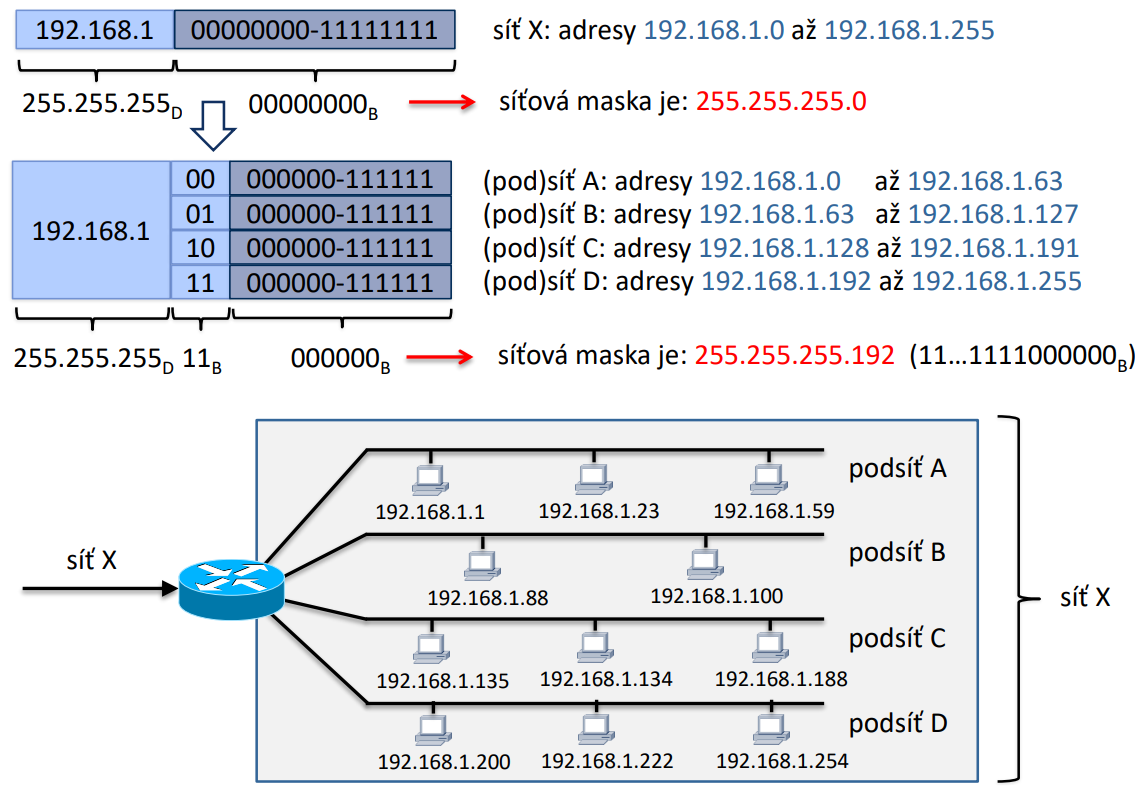 192.168.1 00000000-11111111 síť X: adresy 192.168.1.0 až 192.168.1.255
255.255.255D 00000000B síťová maska je: 255.255.255.0
00 000000-111111 (pod)síť A: adresy 192.168.1.0 až 192.168.1.63
01 000000-111111 (pod)síť B: adresy 192.168.1.63 až 192.168.1.127
192.168.1
10 000000-111111 (pod)síť C: adresy 192.168.1.128 až 192.168.1.191
11 000000-111111 (pod)síť D: adresy 192.168.1.192 až 192.168.1.255
255.255.255D 11B 000000B síťová maska je: 255.255.255.192 (11...1111000000B)
podsíť A
192.168.1.1 192.168.1.23 192.168.1.59
síť X
podsíť B
192.168.1.88 192.168.1.100
síť X
podsíť C
192.168.1.135 192.168.1.134 192.168.1.188
podsíť D
192.168.1.200 192.168.1.222 192.168.1.254